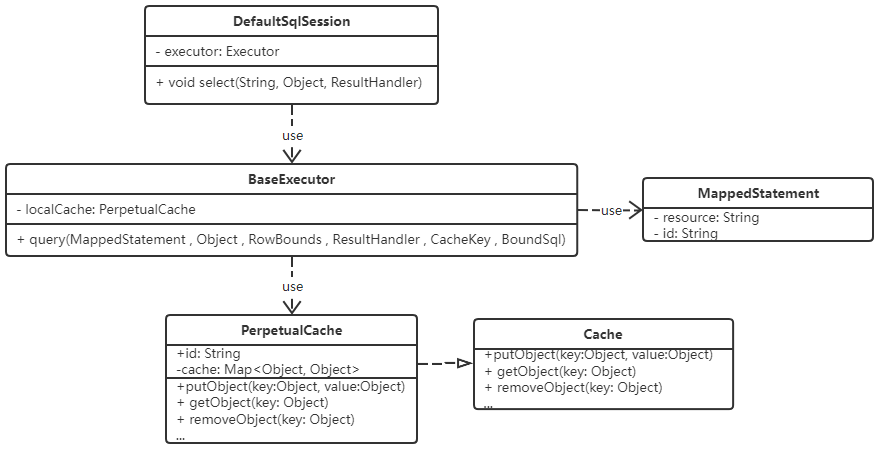 DefaultSqlSession
- executor: Executor
+ void select(String, Object, ResultHandler)
use
BaseExecutor
- localCache: PerpetualCache
+ query(MappedStatement , Object , RowBounds , ResultHandler , CacheKey , BoundSql)
use
MappedStatement
- resource: String
- id: String
use
PerpetualCache
+id: String
-cache: Map<Object, Object>
+putObject(key:Object, value:Object)
+ getObject(key: Object)
+ removeObject(key: Object)
...
Cache
+putObject(key:Object, value:Object)
+ getObject(key: Object)
+ removeObject(key: Object)
...